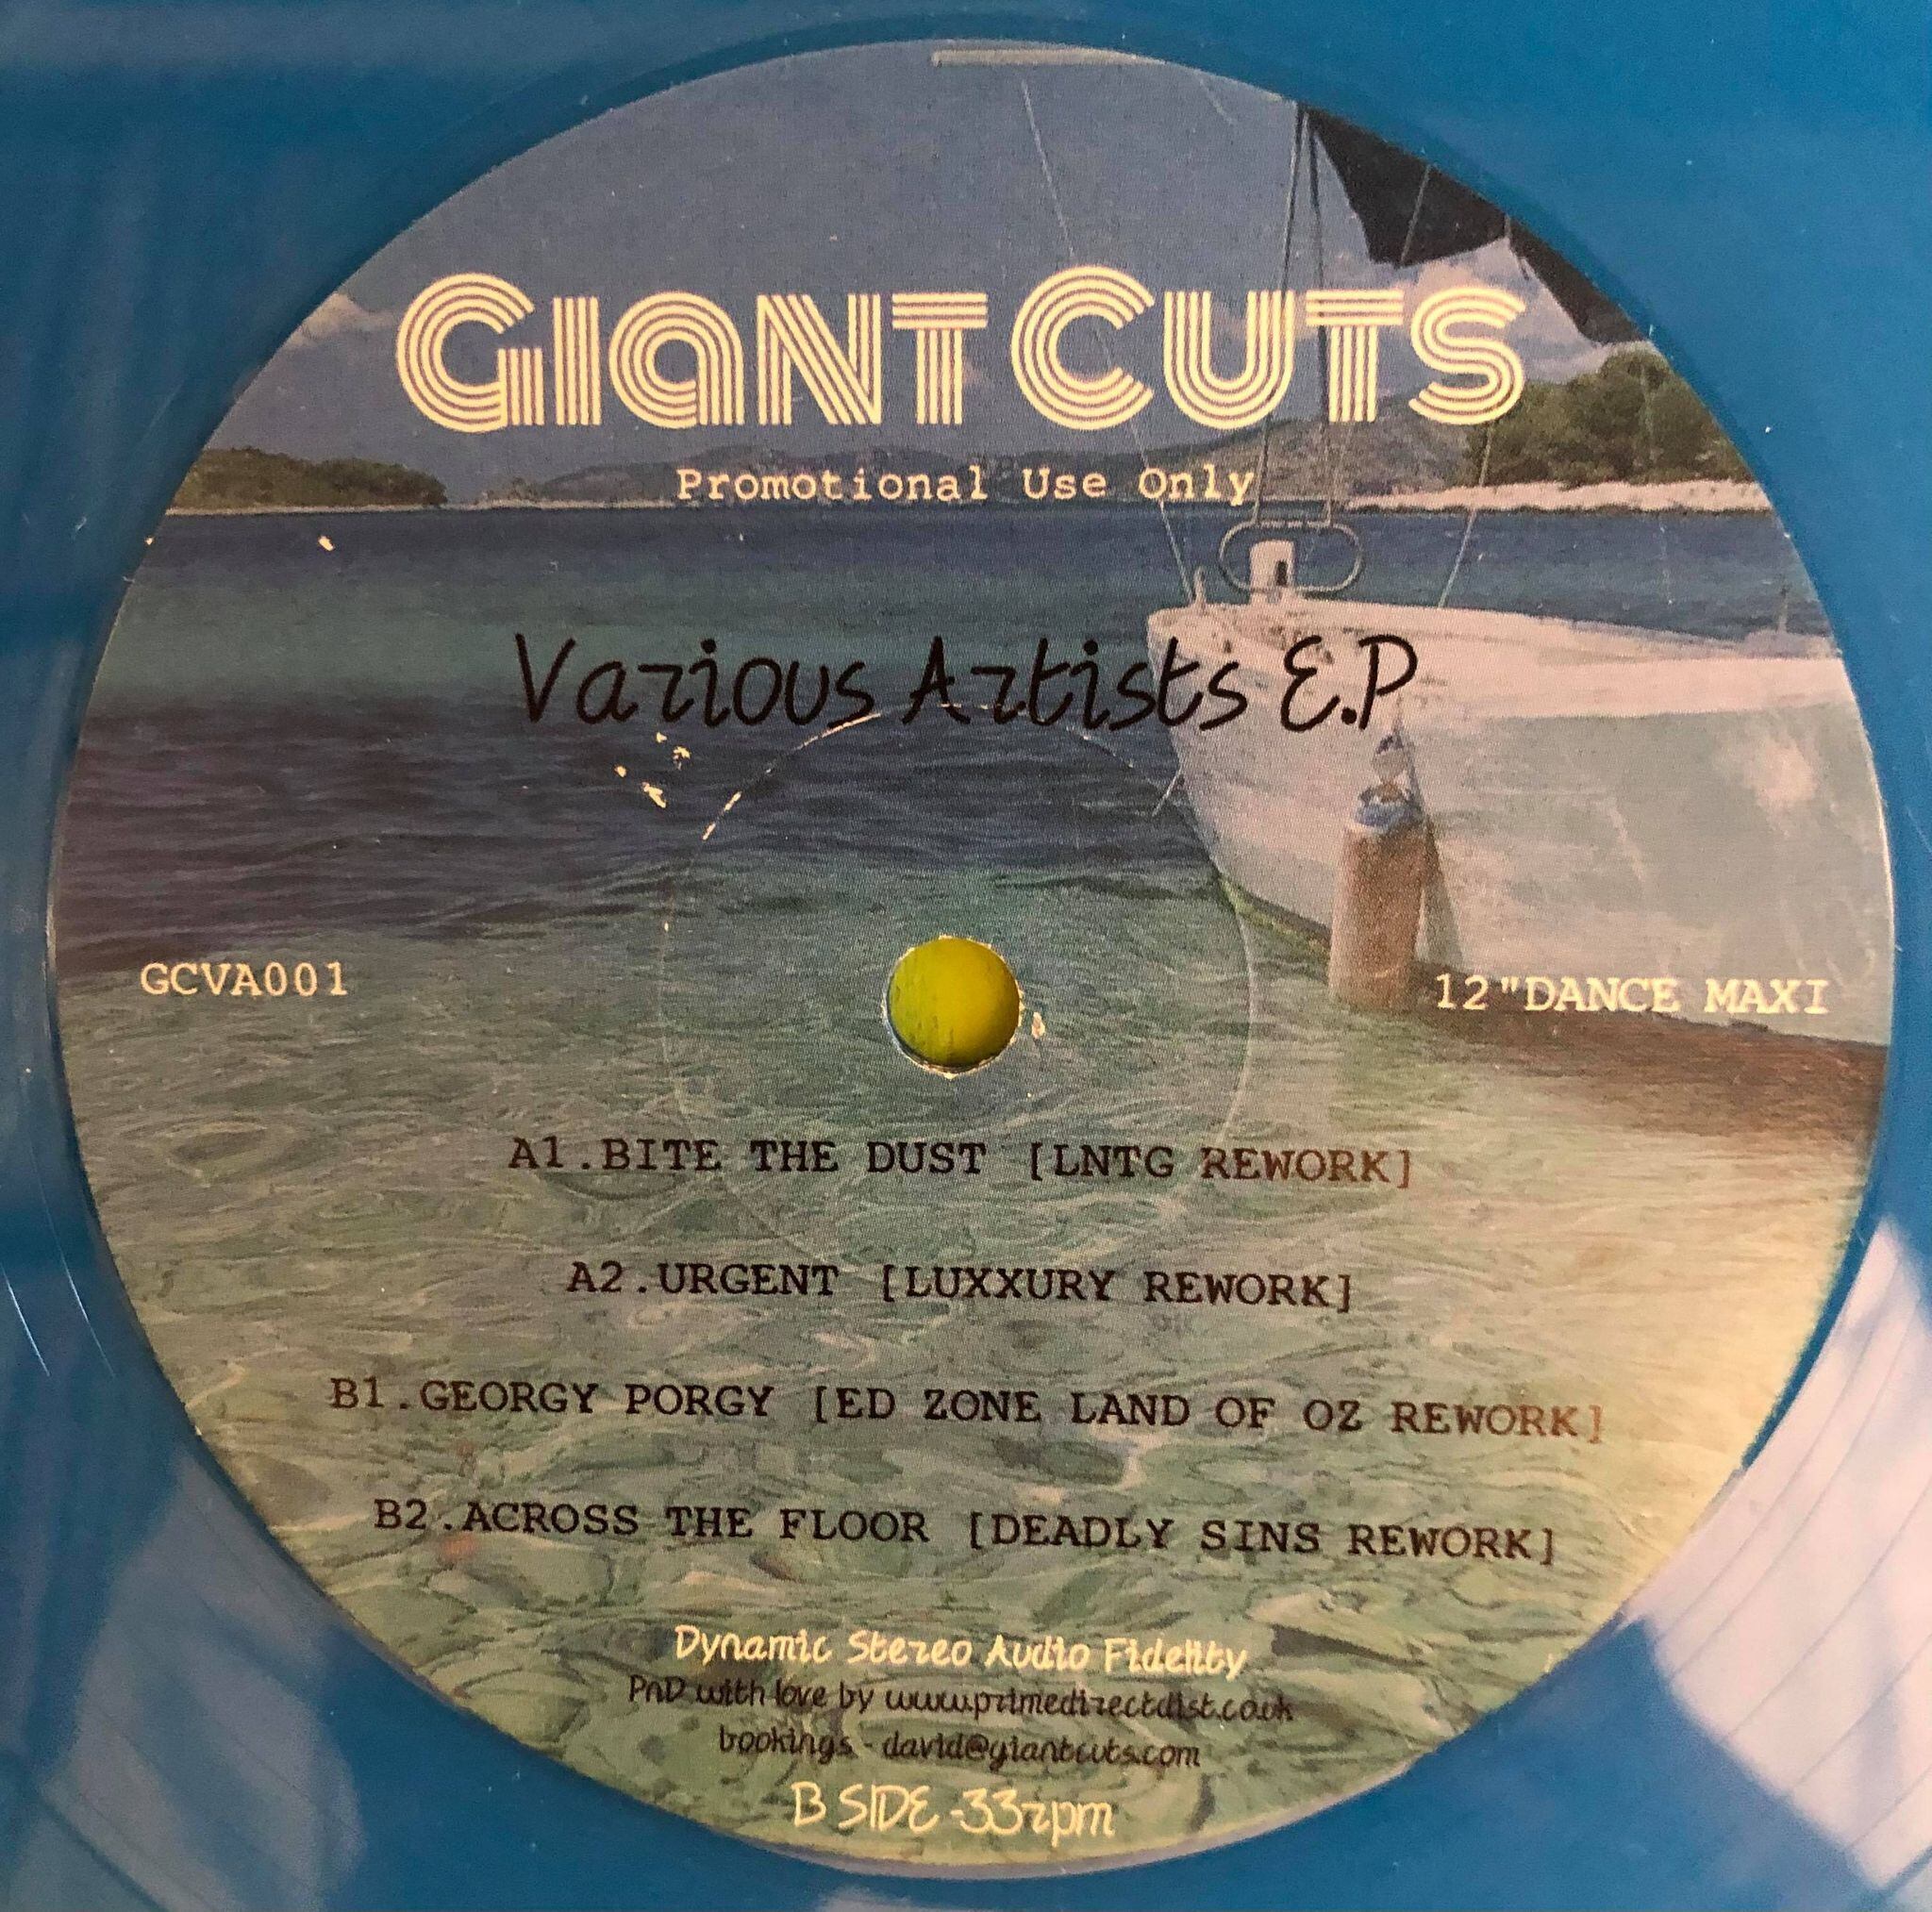 Giant Cuts
Promotional Use Only
Various Artists E.P
GCVA001
12"DANCE MAXI
A1.BITE THE DUST [LNTG REWORK]
A2.URGENT [LUXXURY REWORK]
B1.GEORGY PORGY [ED ZONE LAND OF OZ REWORK]
B2.ACROSS THE FLOOR [DEADLY SINS REWORK]
Dynamic Stereo Audio Fidelity
PnD with love by www.primedirectdist.co.uk
bookings - david@giantcuts.com
B SIDE -33rpm